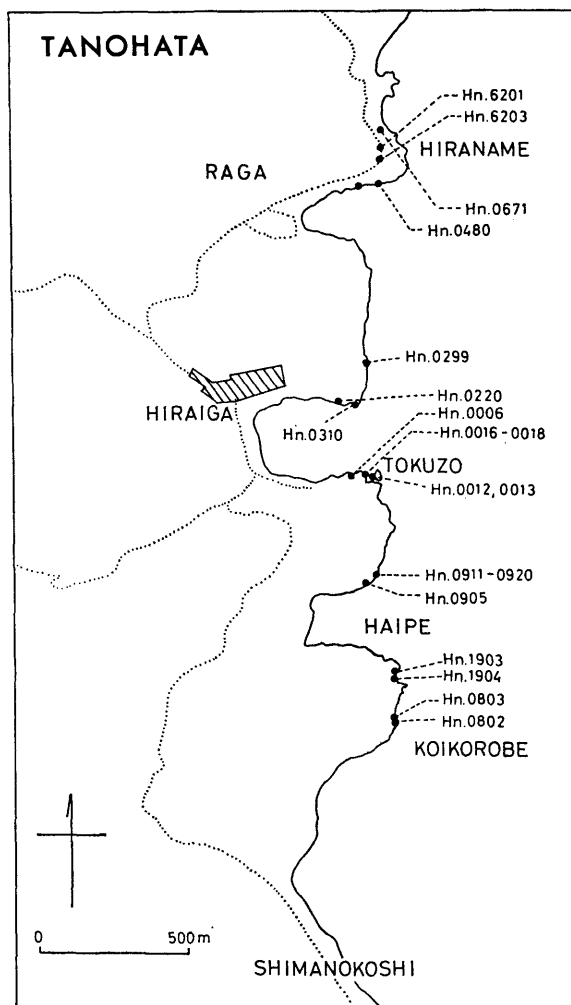 TANOHATA
Hn.6201
Hn.6203
HIRANAME
RAGA
Hn.0671
Hn.0480
Hn.0299
Hn.0220
Hn.0006
HIRAIGA
Hn.0310
Hn.0016-0018
TOKUZO
Hn.0012, 0013
Hn.0911-0920
Hn.0905
HAIPE
Hn.1903
Hn.1904
Hn.0803
Hn.0802
KOIKOROBE
0 500m
SHIMANOKOSHI